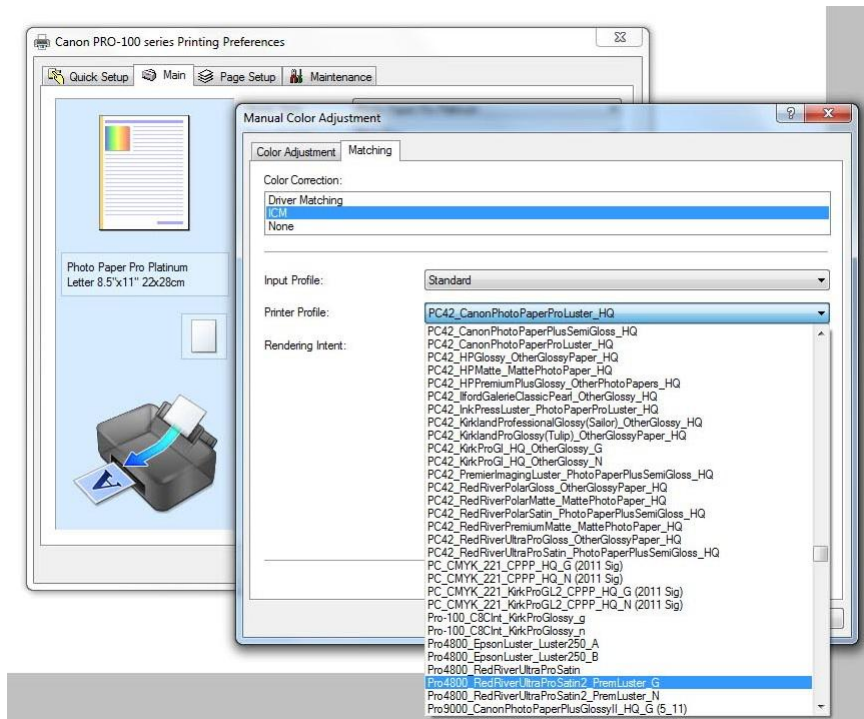 Canon PRO-100 series Printing Preferences
Quick Setup Main Page Setup Maintenance
Manual Color Adjustment
Color Adjustment Matching
Color Correction:
Driver Matching
ICM
None
Photo Paper Pro Platinum
Letter 8.5"x11" 22x28cm
Input Profile: Standard
Printer Profile: PC42_CanonPhotoPaperProLuster_HQ
Rendering Intent:
PC42_CanonPhotoPaperPlusSemiGloss_HQ
PC42_CanonPhotoPaperProLuster_HQ
PC42_HPGlossy_OtherGlossyPaper_HQ
PC42_HPMatte_MattePhotoPaper_HQ
PC42_HPPremiumPlusGlossy_OtherPhotoPapers_HQ
PC42_IlfordGalerieClassicPearl_OtherGlossy_HQ
PC42_InkPressLuster_PhotoPaperProLuster_HQ
PC42_KirklandProfessionalGlossy(Sailor)_OtherGlossy_HQ
PC42_KirklandProGlossy(Tulip)_OtherGlossyPaper_HQ
PC42_KirkProGl_HQ_OtherGlossy_G
PC42_KirkProGl_HQ_OtherGlossy_N
PC42_PremierImagingLuster_PhotoPaperPlusSemiGloss_HQ
PC42_RedRiverPolarGloss_OtherGlossyPaper_HQ
PC42_RedRiverPolarMatte_MattePhotoPaper_HQ
PC42_RedRiverPolarSatin_PhotoPaperPlusSemiGloss_HQ
PC42_RedRiverPremiumMatte_MattePhotoPaper_HQ
PC42_RedRiverUltraProGloss_OtherGlossyPaper_HQ
PC42_RedRiverUltraProSatin_PhotoPaperPlusSemiGloss_HQ
PC_CMYK_221_CPPP_HQ_G (2011 Sig)
PC_CMYK_221_CPPP_HQ_N (2011 Sig)
PC_CMYK_221_KirkProGL2_CPPP_HQ_G (2011 Sig)
PC_CMYK_221_KirkProGL2_CPPP_HQ_N (2011 Sig)
Pro-100_C8CInt_KirkProGlossy_g
Pro-100_C8CInt_KirkProGlossy_n
Pro4800_EpsonLuster_Luster250_A
Pro4800_EpsonLuster_Luster250_B
Pro4800_RedRiverUltraProSatin
Pro4800_RedRiverUltraProSatin2_PremLuster_G
Pro4800_RedRiverUltraProSatin2_PremLuster_N
Pro9000_CanonPhotoPaperPlusGlossyII_HQ_G (5_11)